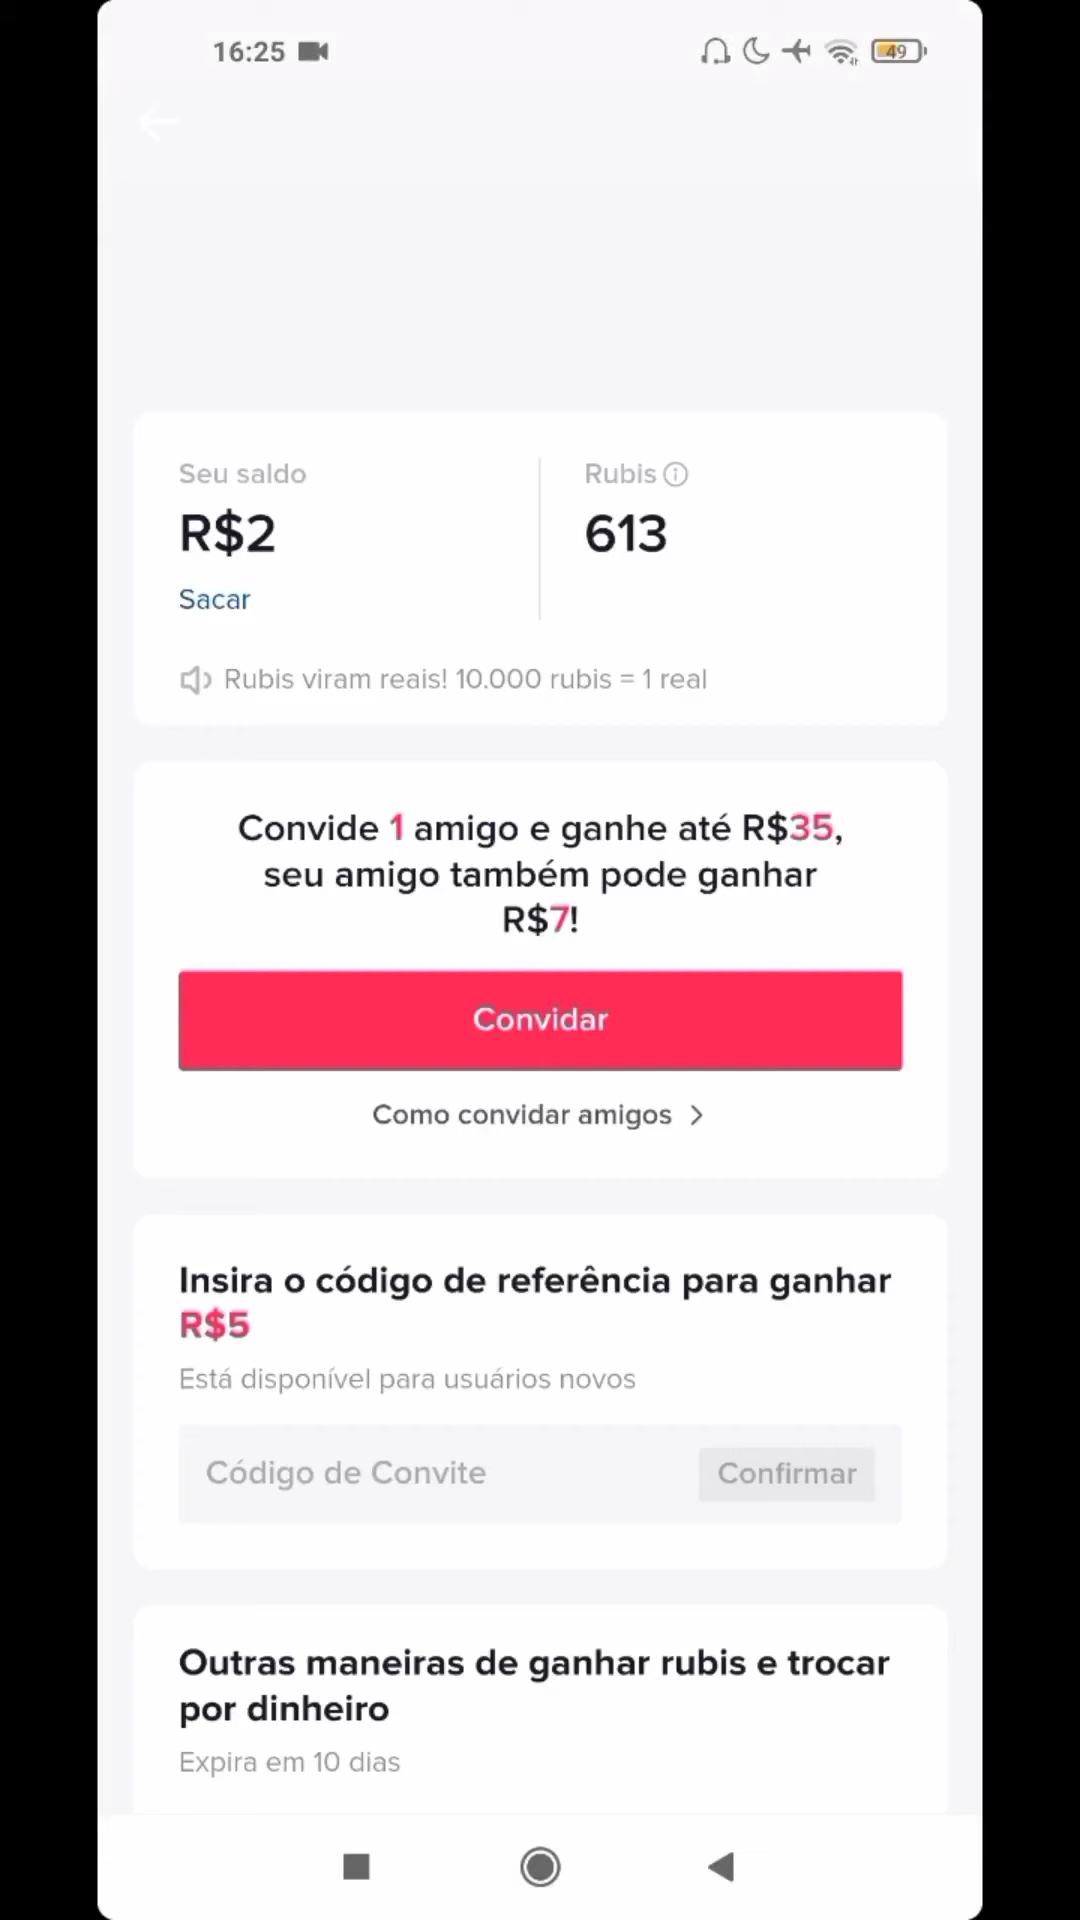 16:25
49
Seu saldo
Rubis
R$2
613
Sacar
Rubis viram reais! 10.000 rubis = 1 real
Convide 1 amigo e ganhe até R$35,
seu amigo também pode ganhar
R$7!
Convidar
Como convidar amigos
Insira o código de referência para ganhar
R$5
Está disponível para usuários novos
Código de Convite
Confirmar
Outras maneiras de ganhar rubis e trocar
por dinheiro
Expira em 10 dias